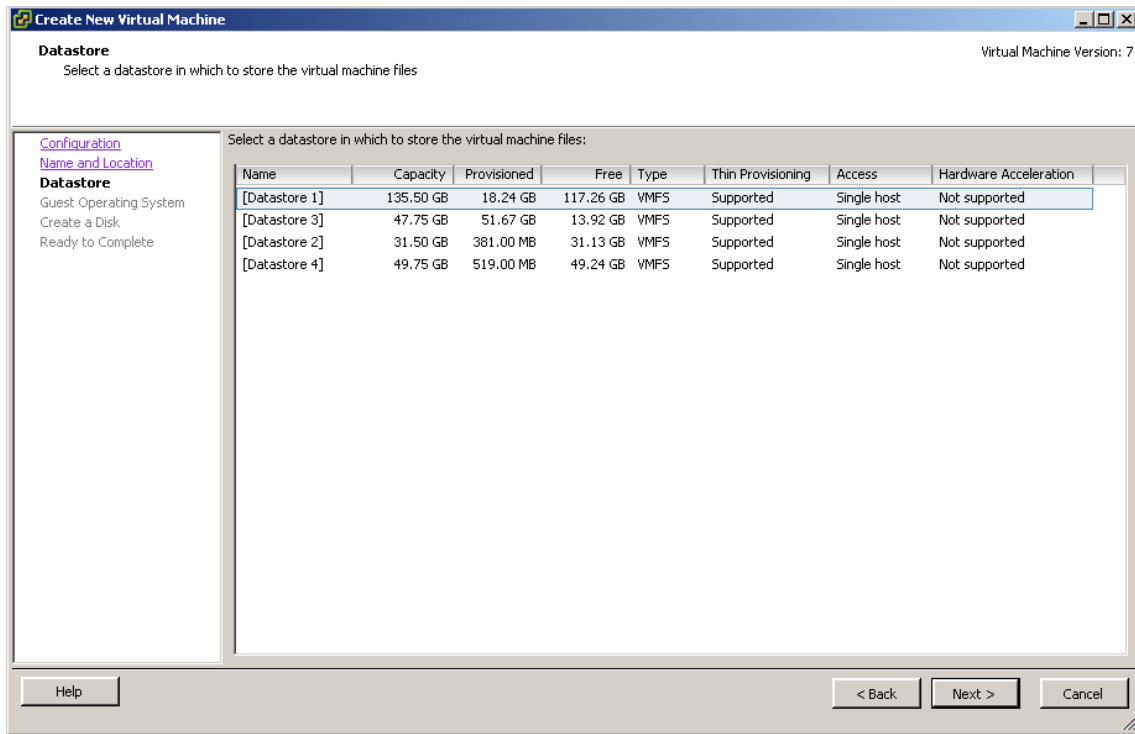 Create New Virtual Machine
Datastore
Select a datastore in which to store the virtual machine files
Virtual Machine Version: 7
Configuration
Name and Location
Datastore
Guest Operating System
Create a Disk
Ready to Complete
Select a datastore in which to store the virtual machine files:
Name Capacity Provisioned Free Type Thin Provisioning Access Hardware Acceleration
[Datastore 1] 135.50 GB 18.24 GB 117.26 GB VMFS Supported Single host Not supported
[Datastore 3] 47.75 GB 51.67 GB 13.92 GB VMFS Supported Single host Not supported
[Datastore 2] 31.50 GB 381.00 MB 31.13 GB VMFS Supported Single host Not supported
[Datastore 4] 49.75 GB 519.00 MB 49.24 GB VMFS Supported Single host Not supported
Help < Back Next > Cancel